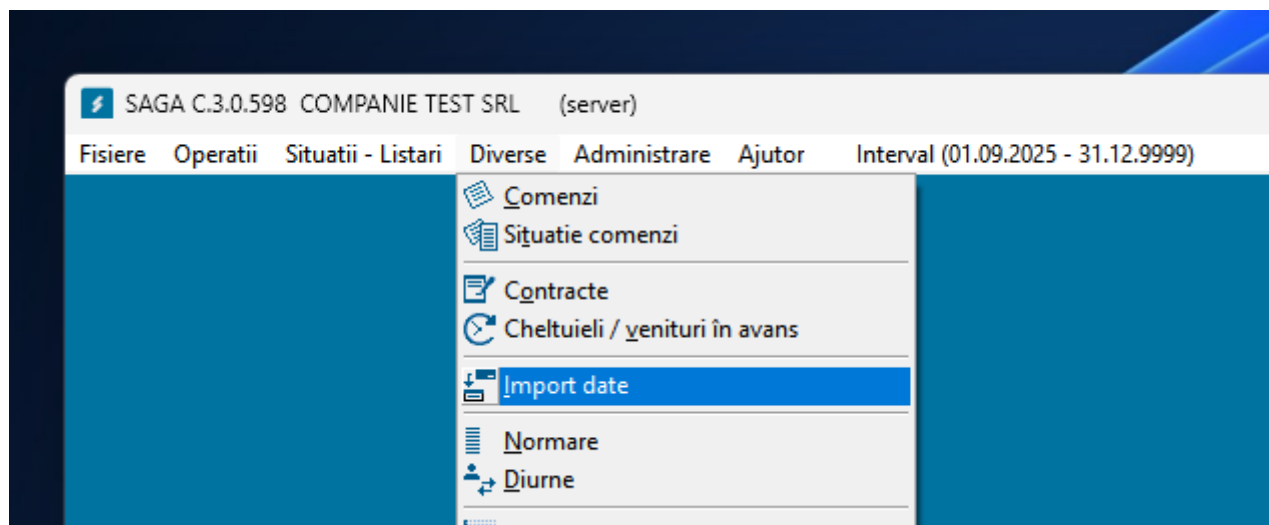 SAGA C.3.0.598 COMPANIE TEST SRL (server)
Fisiere Operatii Situatii - Listari Diverse Administrare Ajutor Interval (01.09.2025 - 31.12.9999)
Comenzi
Situatie comenzi
Contracte
Cheltuieli / venituri în avans
Import date
Normare
Diurne